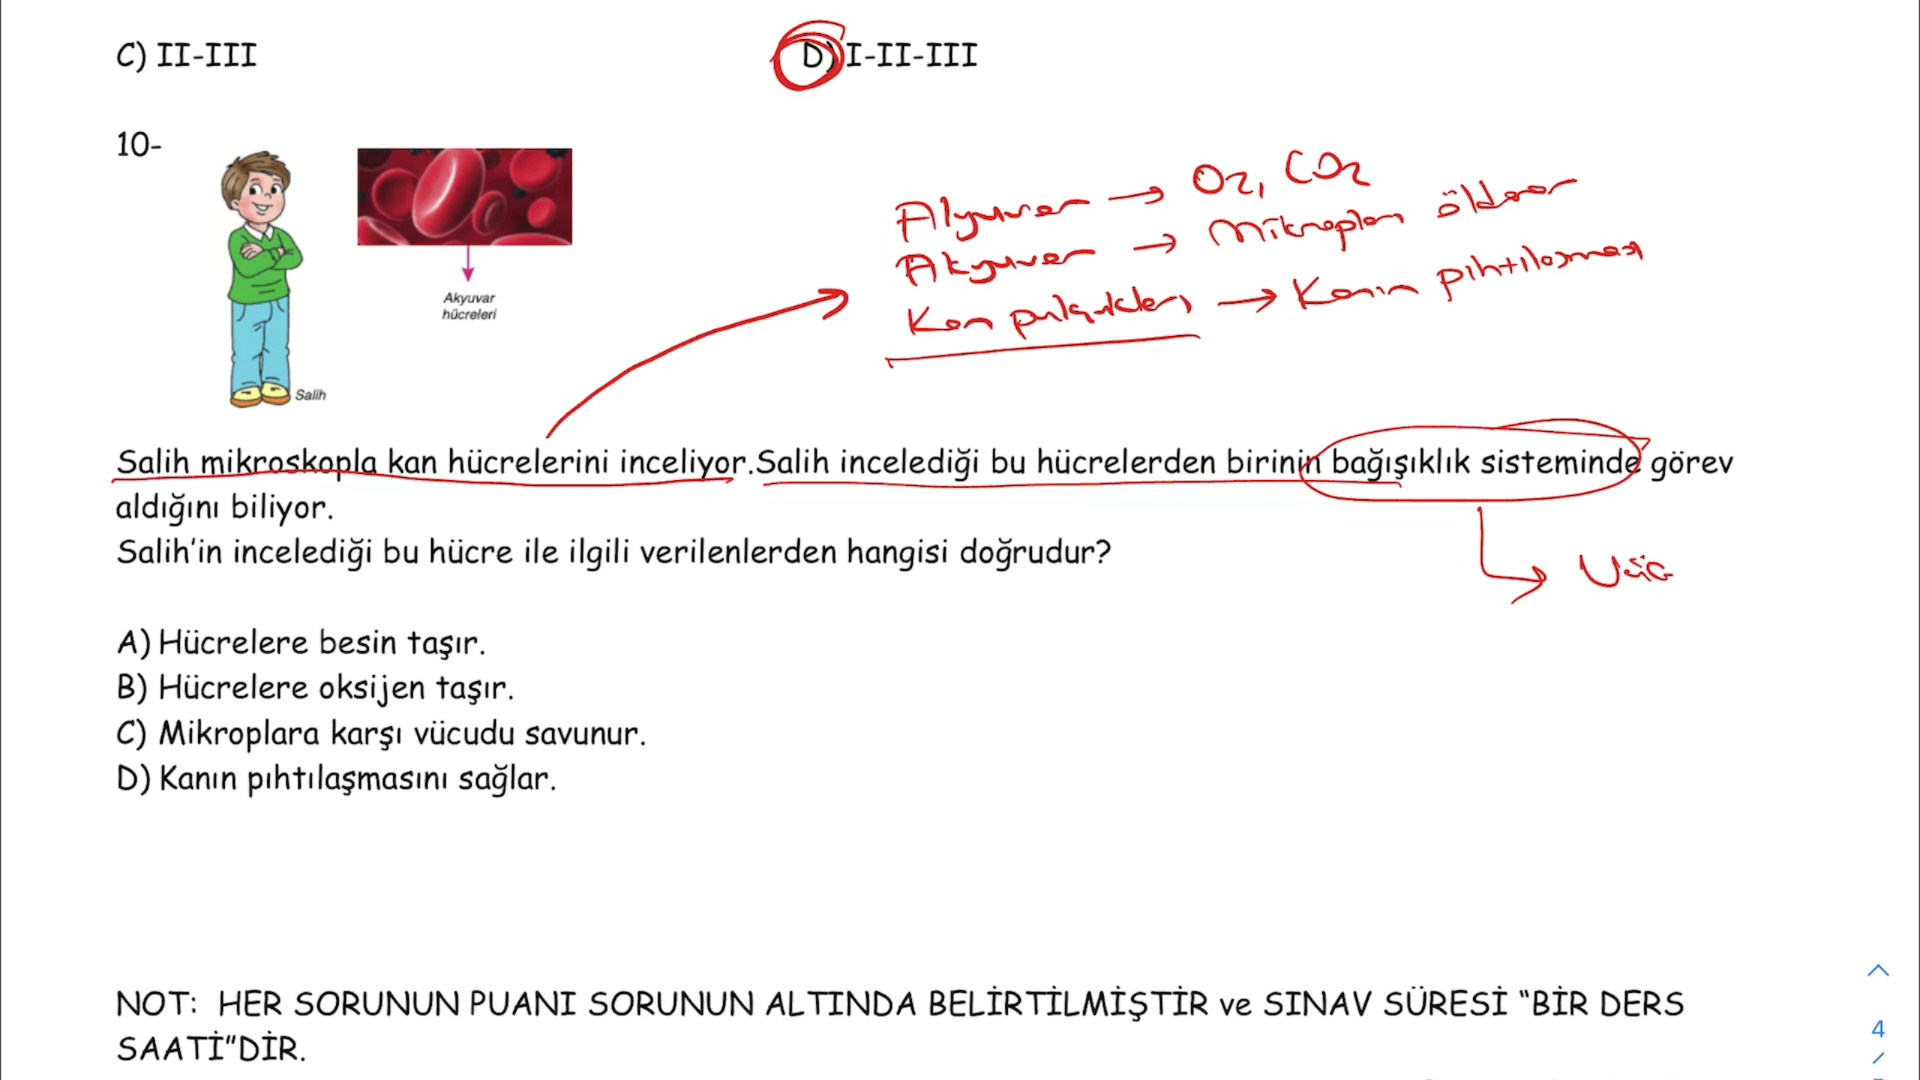 C) II-III
D) I-II-III
10-
Akyuvar
hücreleri
Salih
Alyuvar → O2, CO2
Akyuvar → Mikropları öldürür
Kan pulcukları → Kanın pıhtılaşması
Salih mikroskopla kan hücrelerini inceliyor.Salih incelediği bu hücrelerden birinin bağışıklık sisteminde görev
aldığını biliyor.
Salih'in incelediği bu hücre ile ilgili verilenlerden hangisi doğrudur?
A) Hücrelere besin taşır.
B) Hücrelere oksijen taşır.
C) Mikroplara karşı vücudu savunur.
D) Kanın pıhtılaşmasını sağlar.
NOT: HER SORUNUN PUANI SORUNUN ALTINDA BELİRTİLMİŞTİR ve SINAV SÜRESİ "BİR DERS
SAATİ"DİR.
4
/